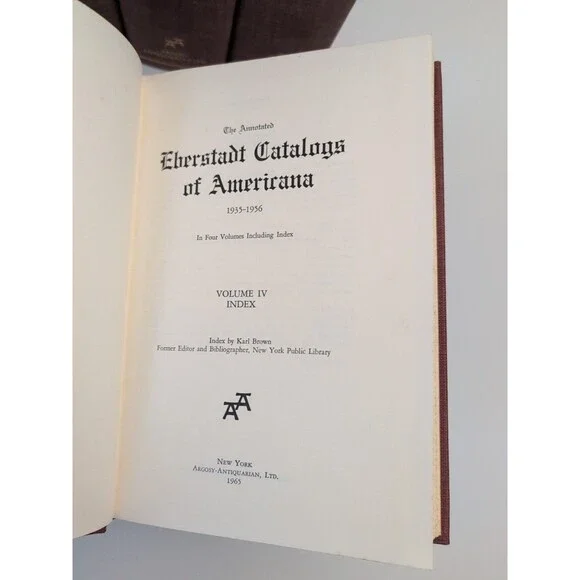 The Annotated
Eberstadt Catalogs
of Americana
1935-1956
In Four Volumes Including Index
VOLUME IV
INDEX
Index by Karl Brown
Former Editor and Bibliographer, New York Public Library
AA
NEW YORK
ARGOSY-ANTIQUARIAN, LTD.
1965